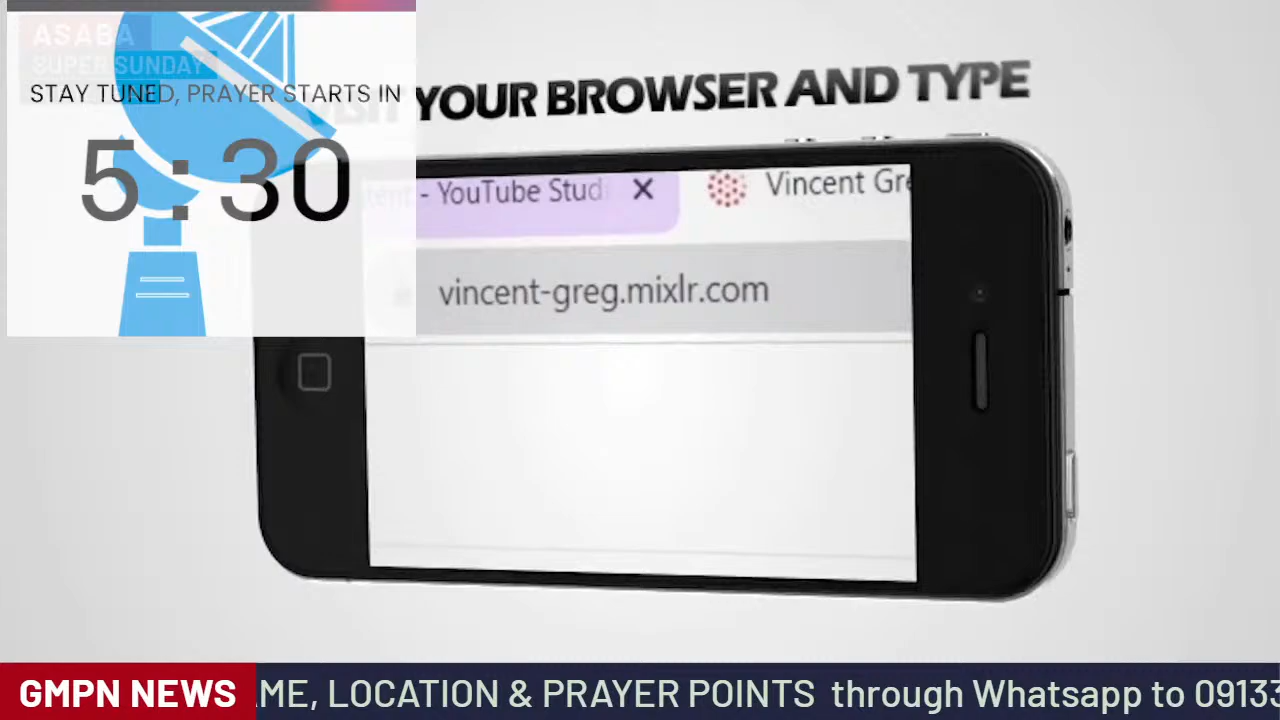 ASABA
SUPER SUNDAY
STAY TUNED, PRAYER STARTS IN
5:30
YOUR BROWSER AND TYPE
- YouTube Studi
Vincent Gre
vincent-greg.mixlr.com
GMPN NEWS
ME, LOCATION & PRAYER POINTS through Whatsapp to 09133